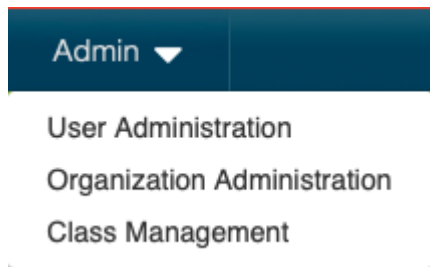 Admin
User Administration
Organization Administration
Class Management